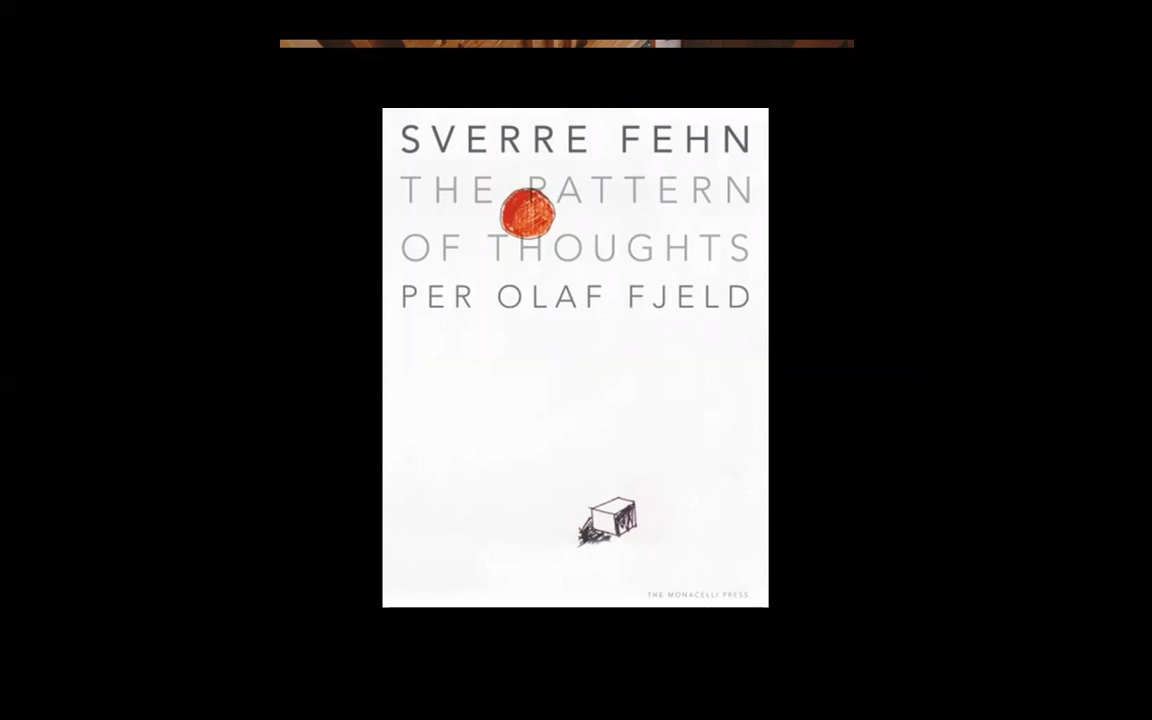 SVERRE FEHN
THE PATTERN
OF THOUGHTS
PER OLAF FJELD
THE MONACELLI PRESS